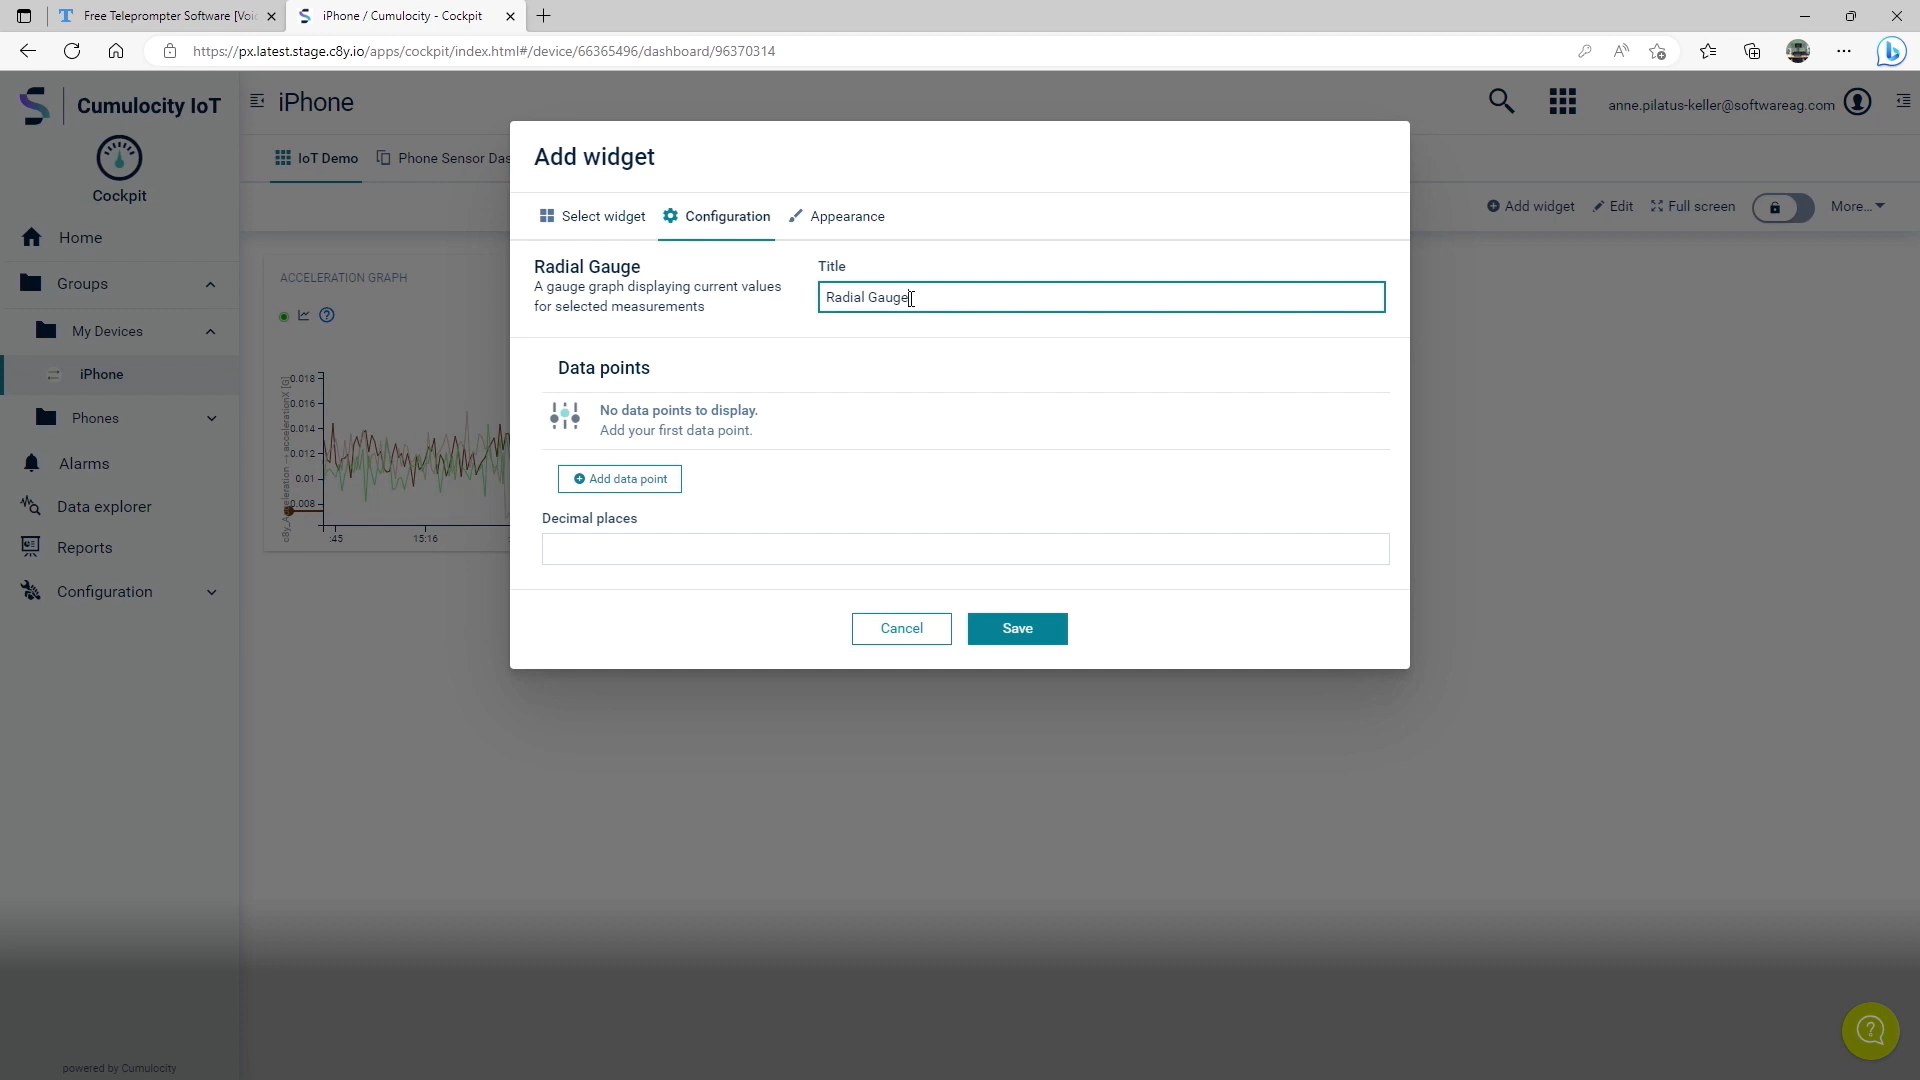 Free Teleprompter Software [Voic
iPhone / Cumulocity - Cockpit
https://px.latest.stage.c8y.io/apps/cockpit/index.html#/device/66365496/dashboard/96370314
Cumulocity IoT
iPhone
anne.pilatus-keller@softwareag.com
Cockpit
IoT Demo
Phone Sensor Das
Add widget
Edit
Full screen
More...
Home
Groups
My Devices
iPhone
Phones
Alarms
Data explorer
Reports
Configuration
powered by Cumulocity
ACCELERATION GRAPH
c8y_Acceleration → accelerationX [G]
0.018
0.016
0.014
0.012
0.01
0.008
:45
15:16
Add widget
Select widget
Configuration
Appearance
Radial Gauge
A gauge graph displaying current values
for selected measurements
Title
Radial Gauge
Data points
No data points to display.
Add your first data point.
Add data point
Decimal places
Cancel
Save